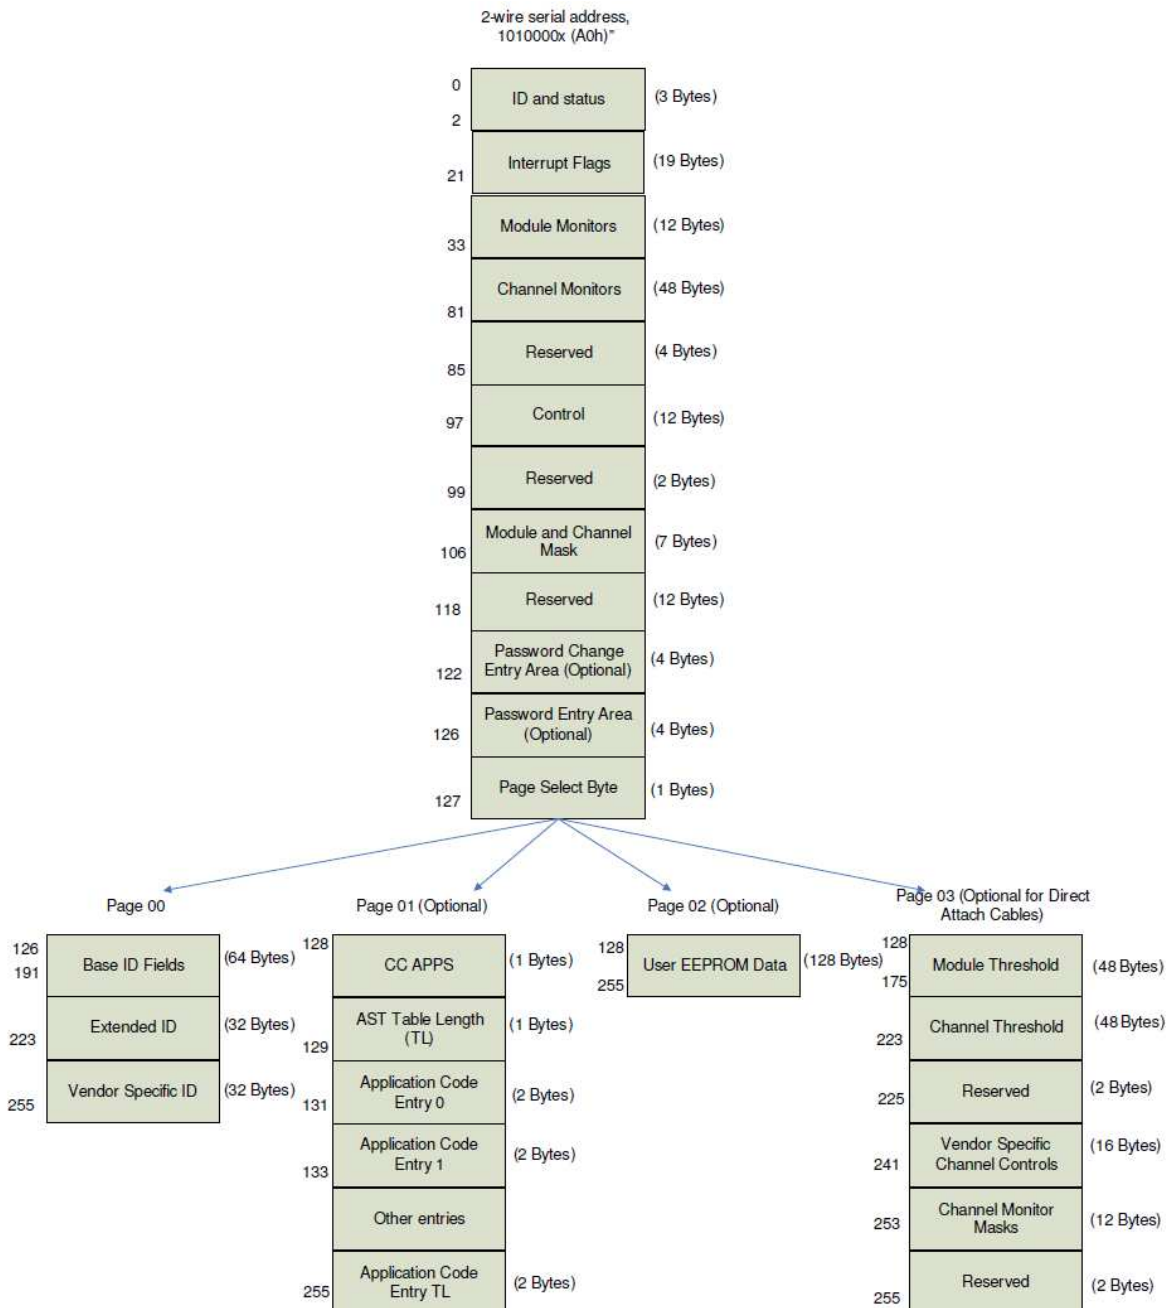 2-wire serial address,
1010000x (A0h)"
0
ID and status
(3 Bytes)
2
Interrupt Flags
(19 Bytes)
21
Module Monitors
(12 Bytes)
33
Channel Monitors
(48 Bytes)
81
Reserved
(4 Bytes)
85
Control
(12 Bytes)
97
Reserved
(2 Bytes)
99
Module and Channel
Mask
(7 Bytes)
106
Reserved
(12 Bytes)
118
Password Change
Entry Area (Optional)
(4 Bytes)
122
Password Entry Area
(Optional)
(4 Bytes)
126
Page Select Byte
(1 Bytes)
127
Page 00
126
191
Base ID Fields
(64 Bytes)
Extended ID
(32 Bytes)
223
Vendor Specific ID
(32 Bytes)
255
Page 01 (Optional)
128
CC APPS
(1 Bytes)
AST Table Length
(TL)
(1 Bytes)
129
Application Code
Entry 0
(2 Bytes)
131
Application Code
Entry 1
(2 Bytes)
133
Other entries
Application Code
Entry TL
(2 Bytes)
255
Page 02 (Optional)
128
User EEPROM Data
(128 Bytes)
255
Page 03 (Optional for Direct
Attach Cables)
128
Module Threshold
(48 Bytes)
175
Channel Threshold
(48 Bytes)
223
Reserved
(2 Bytes)
225
Vendor Specific
Channel Controls
(16 Bytes)
241
Channel Monitor
Masks
(12 Bytes)
253
Reserved
(2 Bytes)
255